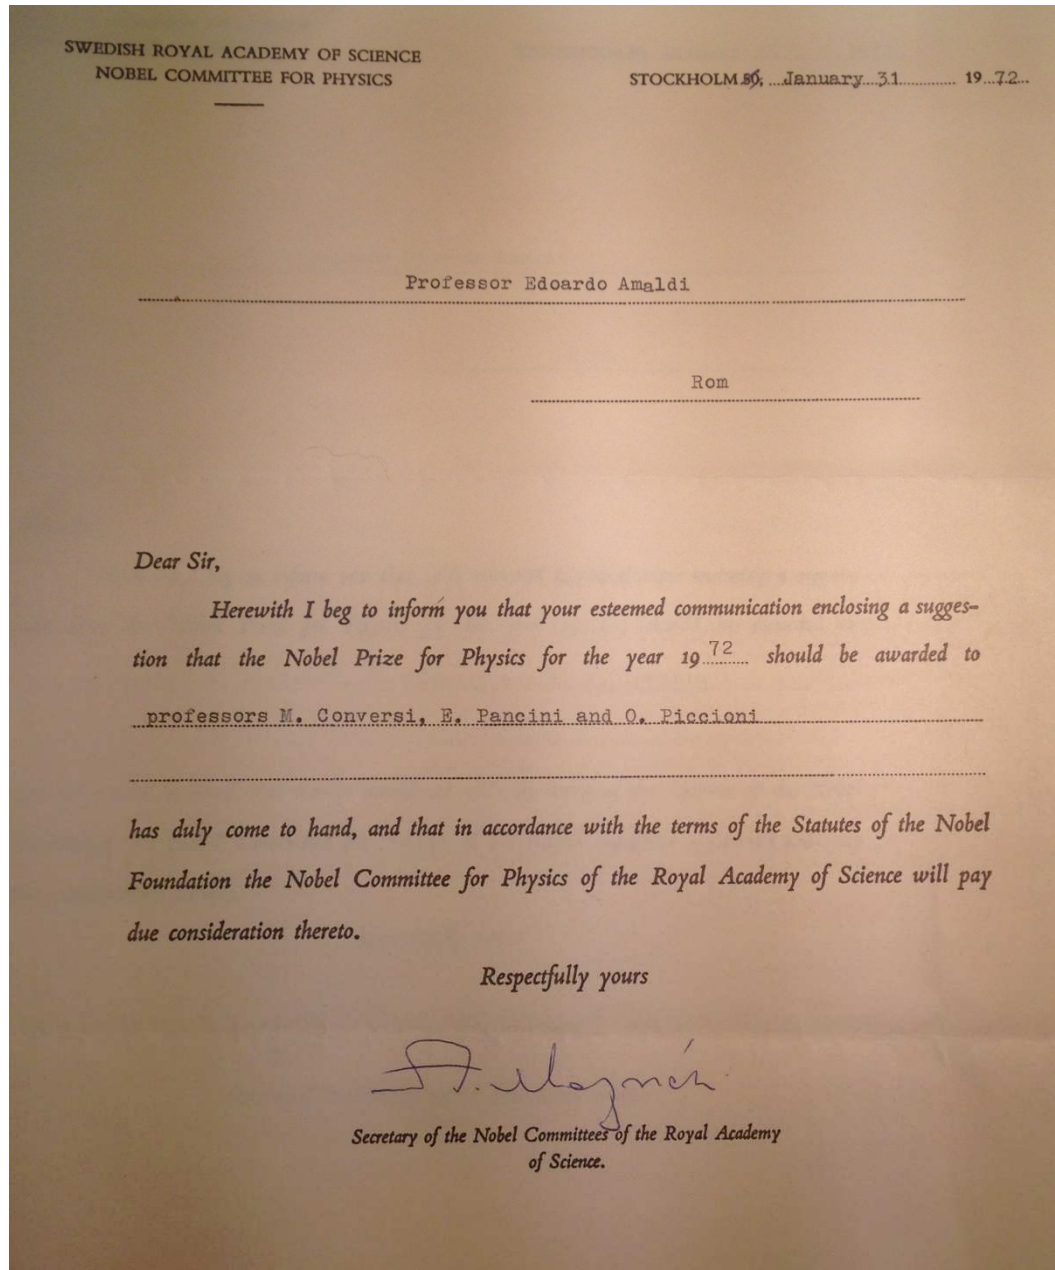 SWEDISH ROYAL ACADEMY OF SCIENCE
NOBEL COMMITTEE FOR PHYSICS
STOCKHOLM 50, January 31 1972
Professor Edoardo Amaldi
Rom
Dear Sir,
Herewith I beg to inform you that your esteemed communication enclosing a sugges-
tion that the Nobel Prize for Physics for the year 1972 should be awarded to
professors M. Conversi, E. Pancini and O. Piccioni
has duly come to hand, and that in accordance with the terms of the Statutes of the Nobel
Foundation the Nobel Committee for Physics of the Royal Academy of Science will pay
due consideration thereto.
Respectfully yours
Secretary of the Nobel Committees of the Royal Academy
of Science.